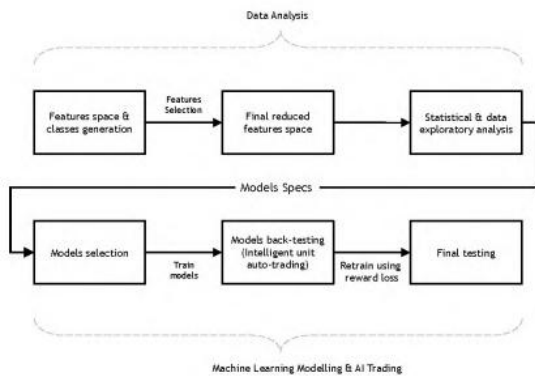 Data Analysis
Features space &
classes generation
Features
Selection
Final reduced
features space
Statistical & data
exploratory analysis
Models Specs
Models selection
Train
models
Models back-testing
(Intelligent unit
auto-trading)
Retrain using
reward loss
Final testing
Machine Learning Modelling & AI Trading